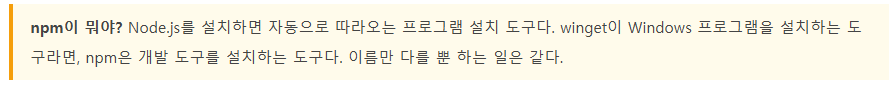 npm이 뭐야? Node.js를 설치하면 자동으로 따라오는 프로그램 설치 도구다. winget이 Windows 프로그램을 설치하는 도
구라면, npm은 개발 도구를 설치하는 도구다. 이름만 다를 뿐 하는 일은 같다.